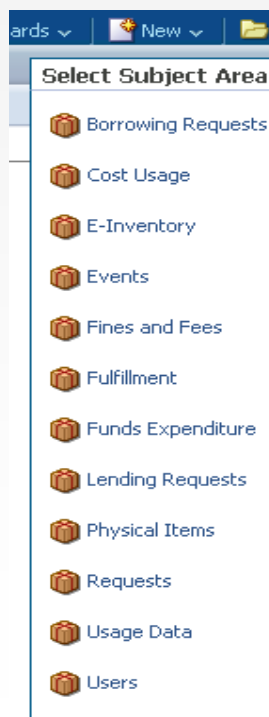 ards New
Select Subject Area
Borrowing Requests
Cost Usage
E-Inventory
Events
Fines and Fees
Fulfillment
Funds Expenditure
Lending Requests
Physical Items
Requests
Usage Data
Users